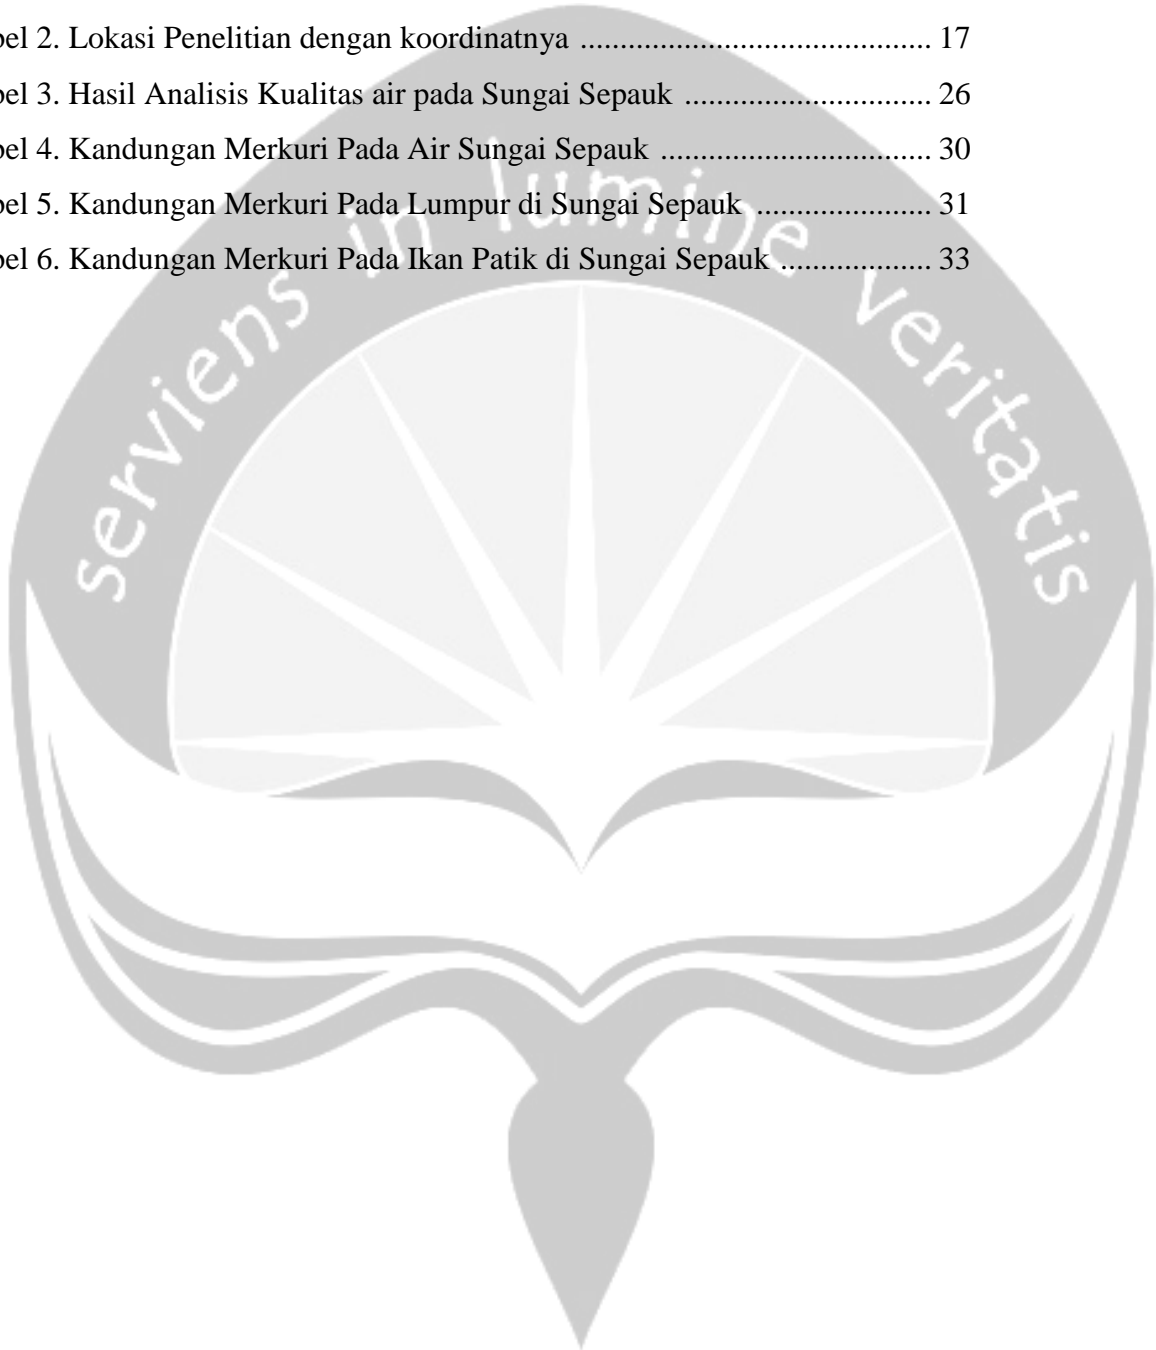 bel 2. Lokasi Penelitian dengan koordinatnya ............................................ 17
bel 3. Hasil Analisis Kualitas air pada Sungai Sepauk ............................... 26
bel 4. Kandungan Merkuri Pada Air Sungai Sepauk .................................. 30
bel 5. Kandungan Merkuri Pada Lumpur di Sungai Sepauk ...................... 31
bel 6. Kandungan Merkuri Pada Ikan Patik di Sungai Sepauk ................... 33
serviens in lumine veritatis